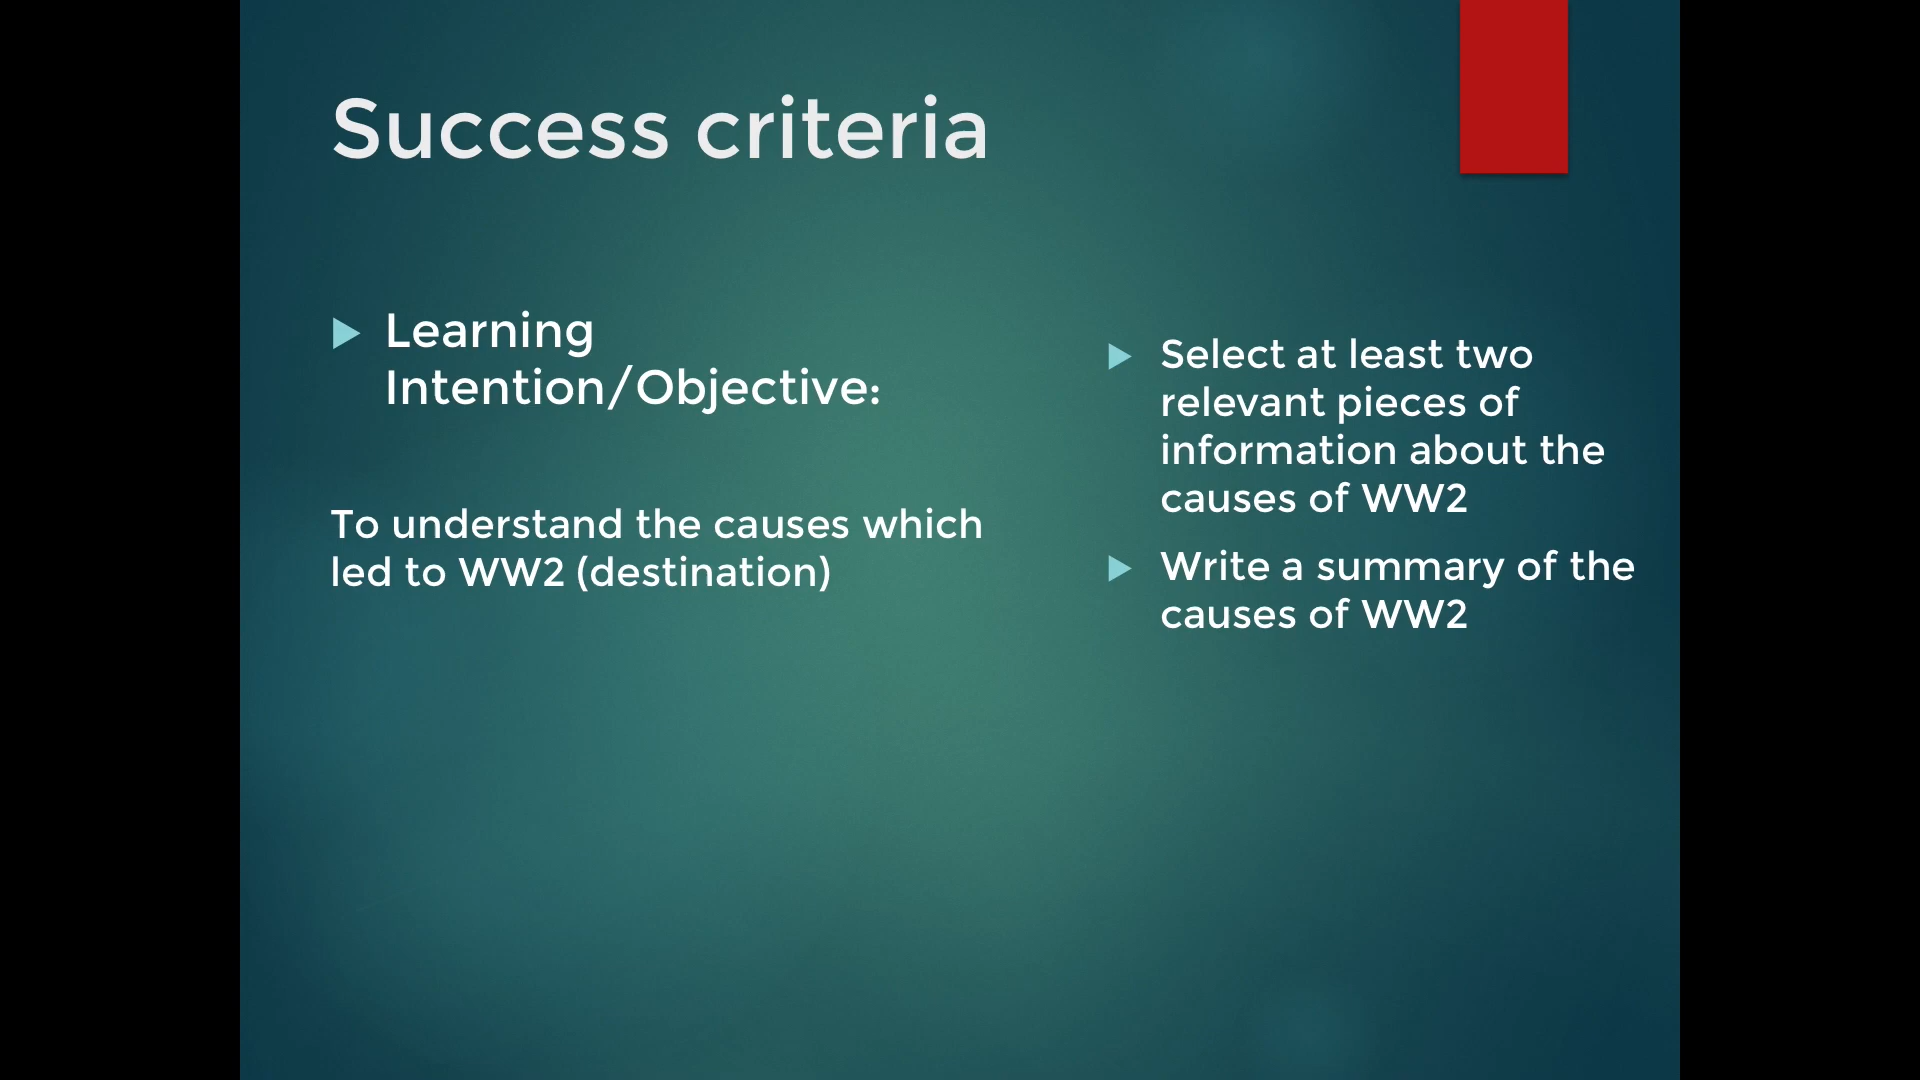 Success criteria
Learning
Intention/Objective:
To understand the causes which
led to WW2 (destination)
Select at least two
relevant pieces of
information about the
causes of WW2
Write a summary of the
causes of WW2